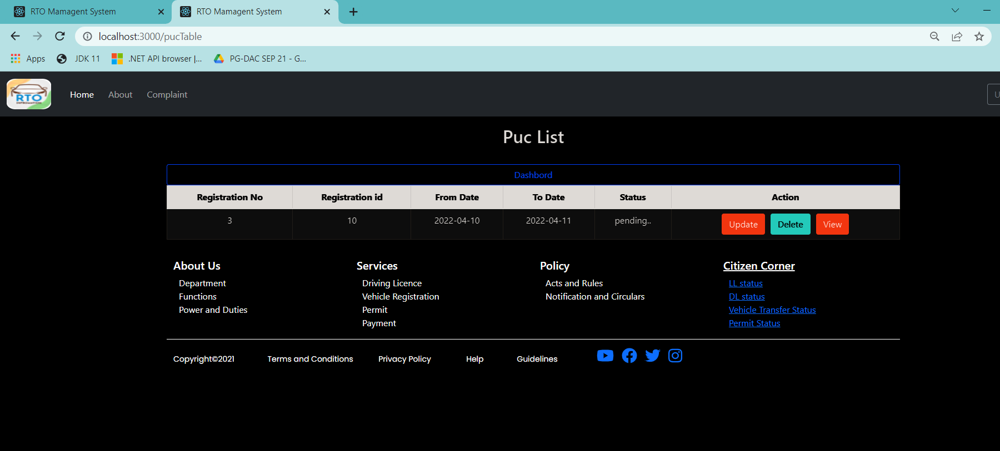 RTO Mamagent System
RTO Mamagent System
localhost:3000/pucTable
Apps
JDK 11
.NET API browser |...
PG-DAC SEP 21 - G...
RTO
INFROMATION
Home
About
Complaint
U
Puc List
Dashbord
Registration No Registration id From Date To Date Status Action
3 10 2022-04-10 2022-04-11 pending.. Update Delete View
About Us
Department
Functions
Power and Duties
Services
Driving Licence
Vehicle Registration
Permit
Payment
Policy
Acts and Rules
Notification and Circulars
Citizen Corner
LL status
DL status
Vehicle Transfer Status
Permit Status
Copyright©2021 Terms and Conditions Privacy Policy Help Guidelines